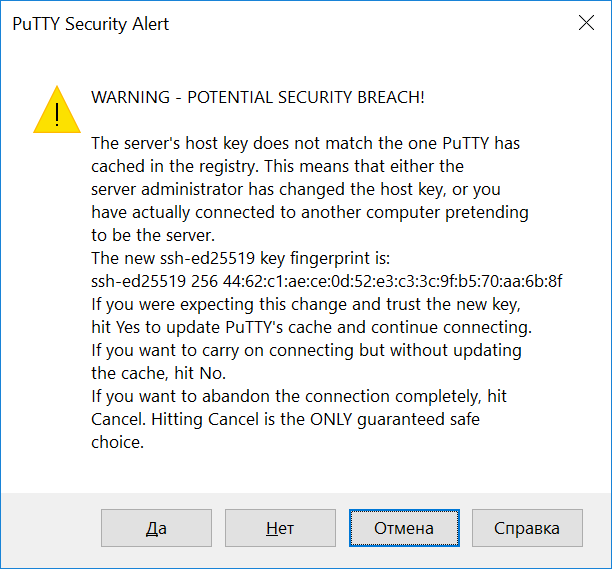 PuTTY Security Alert
WARNING - POTENTIAL SECURITY BREACH!
The server's host key does not match the one PuTTY has
cached in the registry. This means that either the
server administrator has changed the host key, or you
have actually connected to another computer pretending
to be the server.
The new ssh-ed25519 key fingerprint is:
ssh-ed25519 256 44:62:c1:ae:ce:0d:52:e3:c3:3c:9f:b5:70:aa:6b:8f
If you were expecting this change and trust the new key,
hit Yes to update PuTTY's cache and continue connecting.
If you want to carry on connecting but without updating
the cache, hit No.
If you want to abandon the connection completely, hit
Cancel. Hitting Cancel is the ONLY guaranteed safe
choice.
Да Нет Отмена Справка